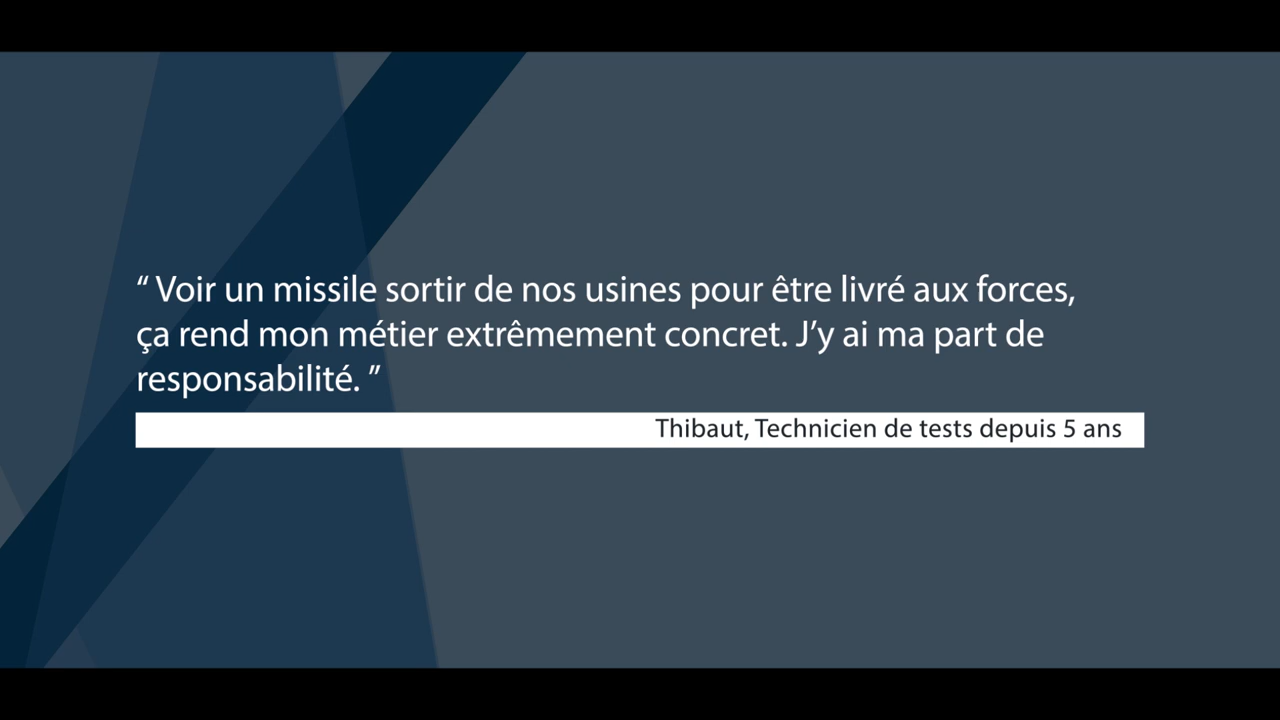 “ Voir un missile sortir de nos usines pour être livré aux forces,
ça rend mon métier extrêmement concret. J’y ai ma part de
responsabilité. ”
Thibaut, Technicien de tests depuis 5 ans